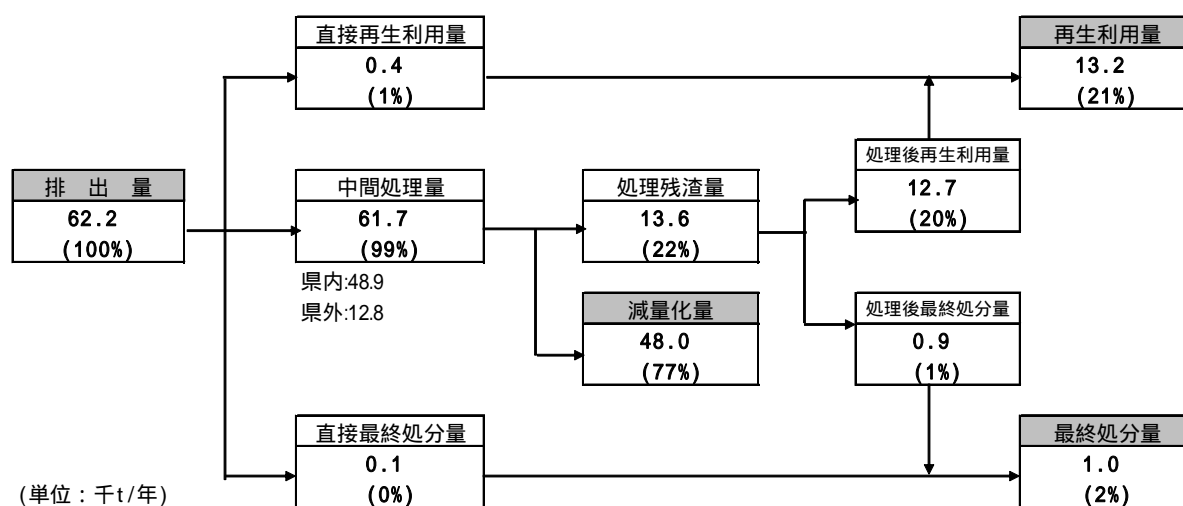 直接再生利用量
0.4
(1%)
再生利用量
13.2
(21%)
排 出 量
62.2
(100%)
中間処理量
61.7
(99%)
県内:48.9
県外:12.8
処理残渣量
13.6
(22%)
処理後再生利用量
12.7
(20%)
減量化量
48.0
(77%)
処理後最終処分量
0.9
(1%)
直接最終処分量
0.1
(0%)
最終処分量
1.0
(2%)
(単位：千t/年)